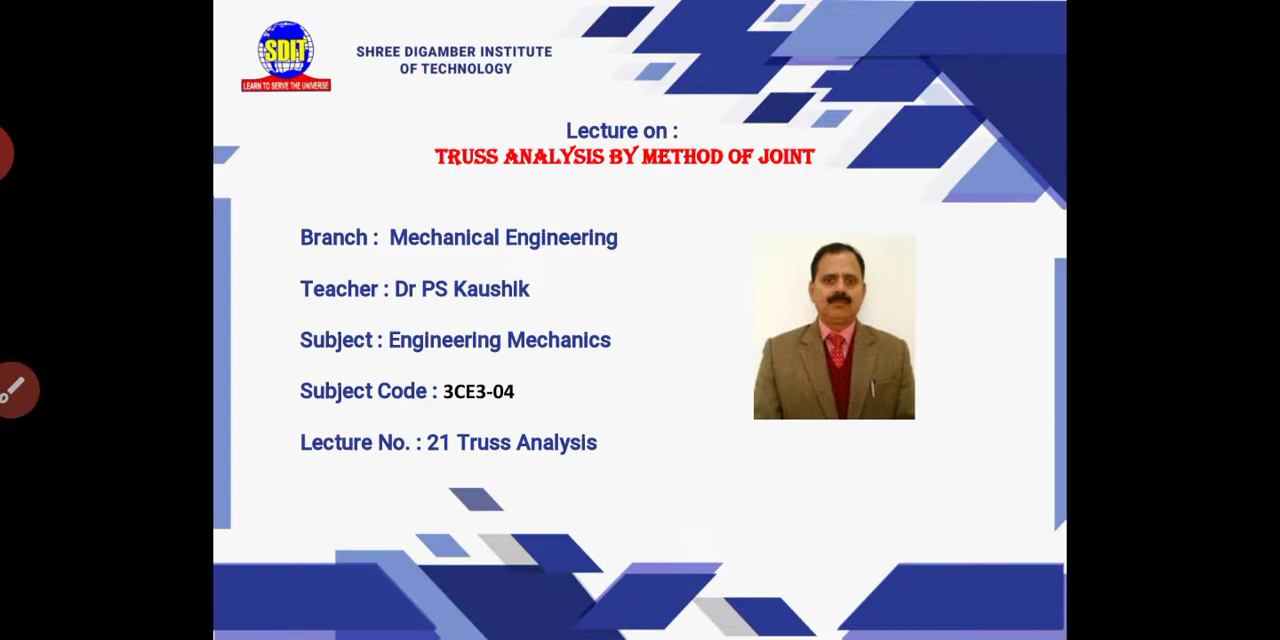 SDIT
LEARN TO SERVE THE UNIVERSE
SHREE DIGAMBER INSTITUTE
OF TECHNOLOGY
Lecture on :
TRUSS ANALYSIS BY METHOD OF JOINT
Branch : Mechanical Engineering
Teacher : Dr PS Kaushik
Subject : Engineering Mechanics
Subject Code : 3CE3-04
Lecture No. : 21 Truss Analysis